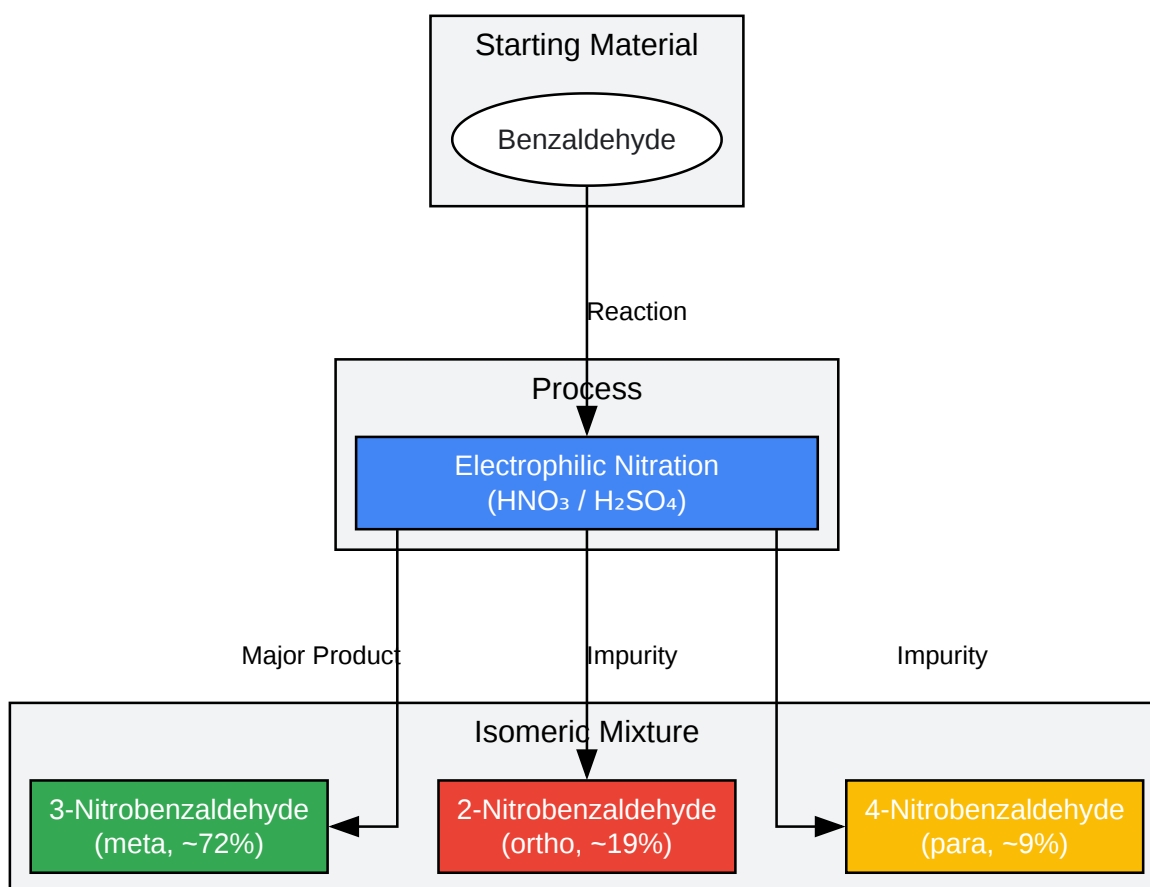 Starting Material
Benzaldehyde
Reaction
Process
Electrophilic Nitration
(HNO₃ / H₂SO₄)
Major Product
Impurity
Impurity
Isomeric Mixture
3-Nitrobenzaldehyde
(meta, ~72%)
2-Nitrobenzaldehyde
(ortho, ~19%)
4-Nitrobenzaldehyde
(para, ~9%)